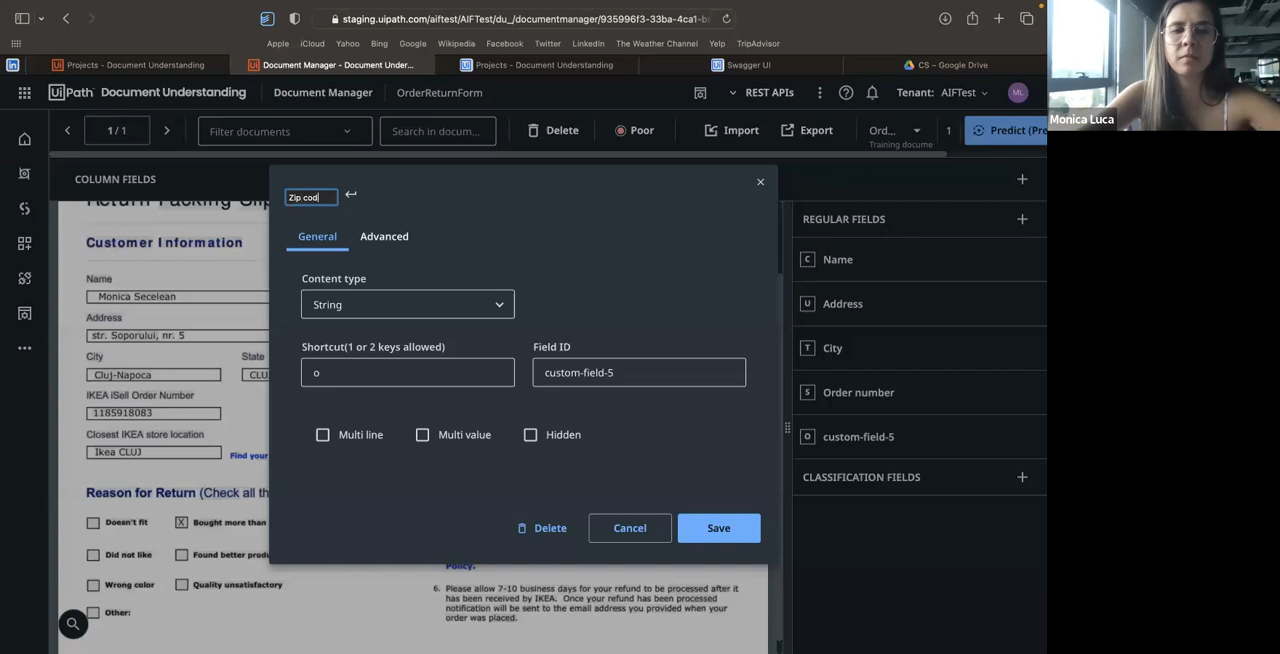 staging.uipath.com/aiftest/AIFTest/du_/documentmanager/935996f3-33ba-4ca1-b
Apple iCloud Yahoo Bing Google Wikipedia Facebook Twitter LinkedIn The Weather Channel Yelp TripAdvisor
Projects - Document Understanding
Document Manager - Document Under...
Projects - Document Understanding
Swagger UI
CS – Google Drive
UiPath Document Understanding
Document Manager
OrderReturnForm
REST APIs
Tenant: AIFTest
ML
Monica Luca
1 / 1
Filter documents
Search in docum...
Delete
Poor
Import
Export
Ord...
Training docume
1
Predict (Pre
COLUMN FIELDS
Return Packing Slip
Customer Information
Name
Monica Secelean
Address
str. Soporului, nr. 5
City State
Cluj-Napoca CLU
IKEA iSell Order Number
1185918083
Closest IKEA store location
Ikea CLUJ Find your
Reason for Return (Check all th
Doesn't fit X Bought more than
Did not like Found better produ
Wrong color Quality unsatisfactory
Other:
Zip cod
General Advanced
Content type
String
Shortcut(1 or 2 keys allowed) Field ID
o custom-field-5
Multi line Multi value Hidden
Delete Cancel Save
Policy.
6. Please allow 7-10 business days for your refund to be processed after it
has been received by IKEA. Once your refund has been processed
notification will be sent to the email address you provided when your
order was placed.
REGULAR FIELDS
C Name
U Address
T City
S Order number
O custom-field-5
CLASSIFICATION FIELDS